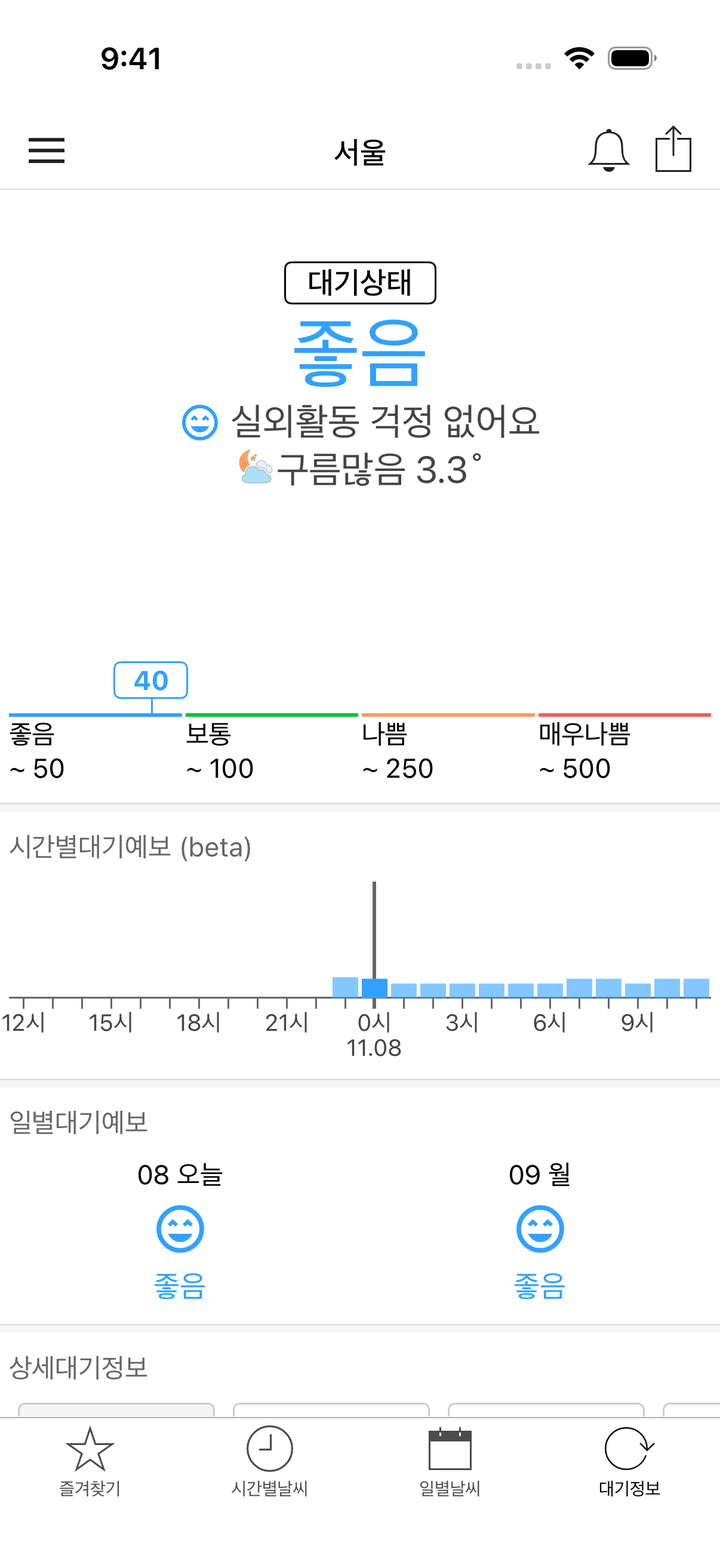 9:41
서울
대기상태
좋음
실외활동 걱정 없어요
구름많음 3.3˚
40
좋음 보통 나쁨 매우나쁨
~ 50 ~ 100 ~ 250 ~ 500
시간별대기예보 (beta)
12시 15시 18시 21시 0시 3시 6시 9시
11.08
일별대기예보
08 오늘 09 월
좋음 좋음
상세대기정보
즐겨찾기 시간별날씨 일별날씨 대기정보